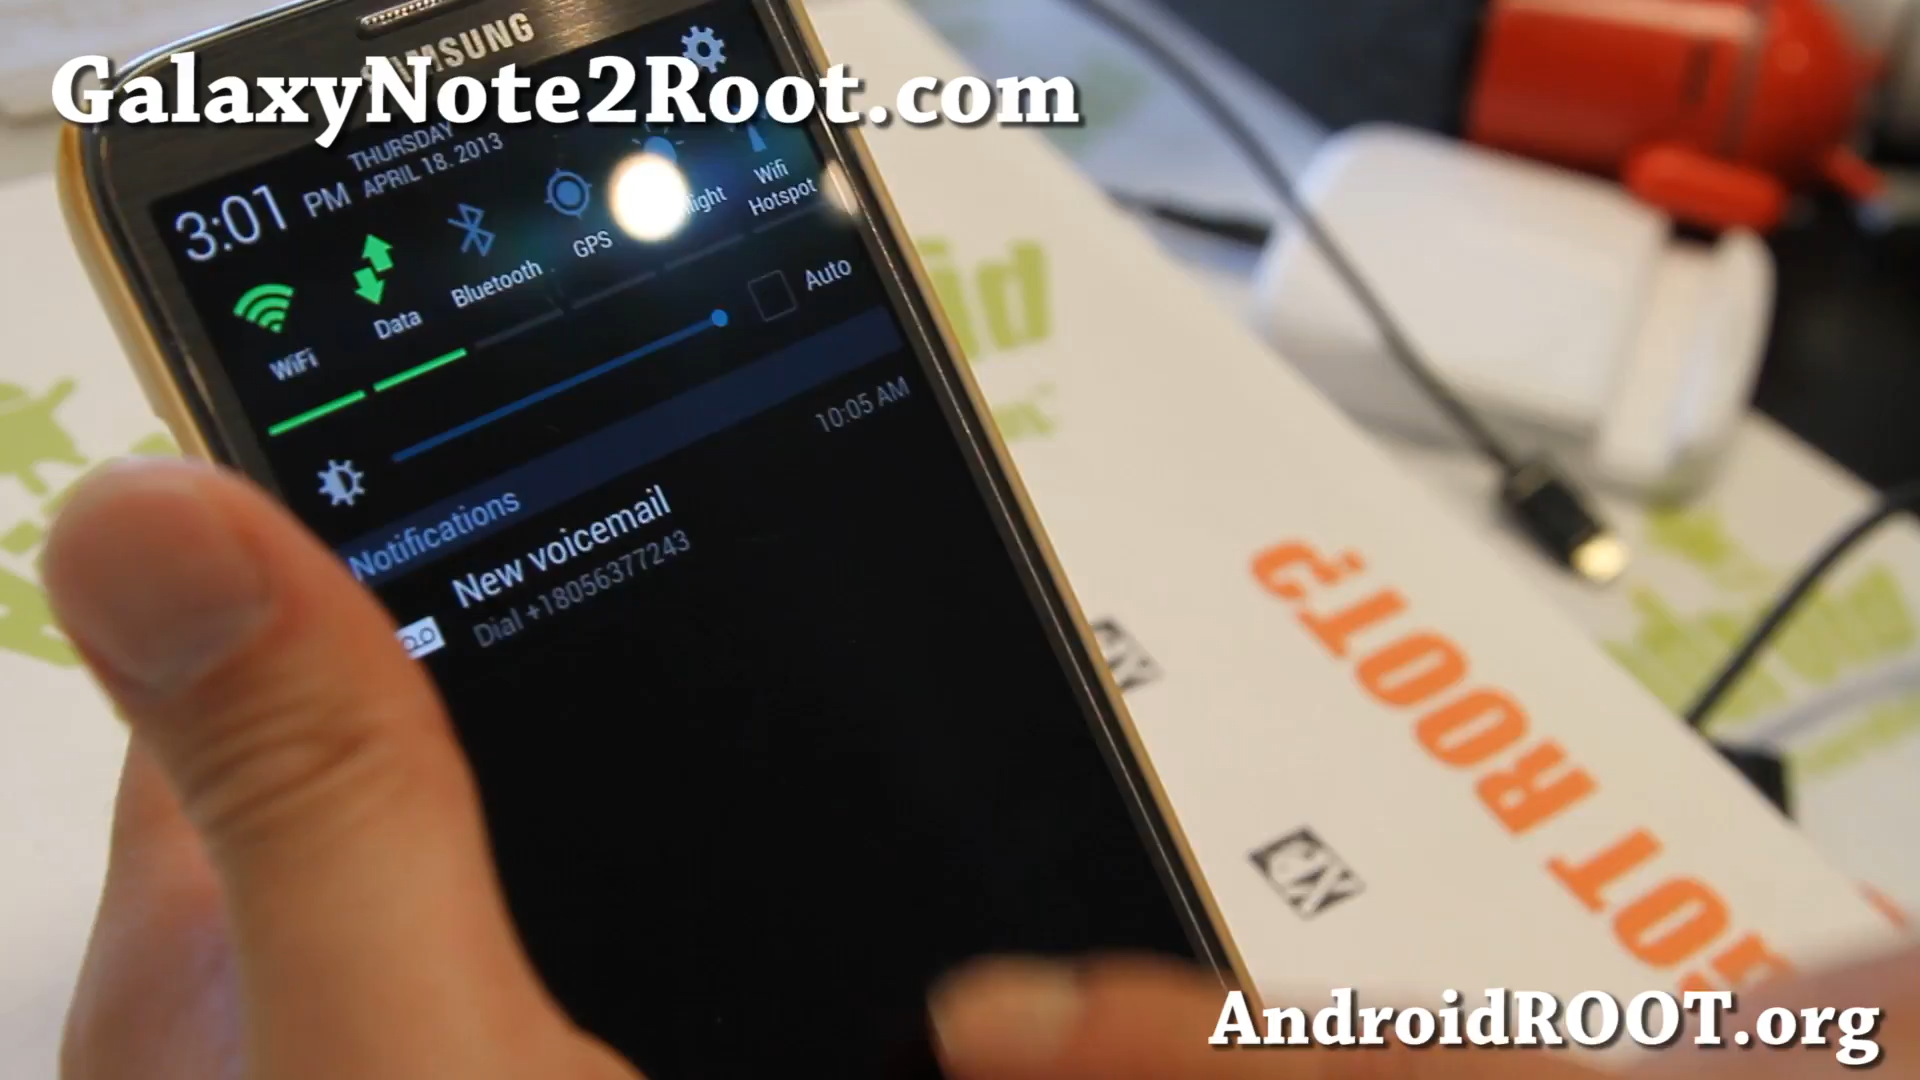 GalaxyNote2Root.com
SAMSUNG
THURSDAY
APRIL 18. 2013
3:01 PM
WiFi
Data
Bluetooth
GPS
Wifi
Hotspot
Auto
Notifications
10:05 AM
New voicemail
Dial +18056377243
GOT ROOT?
AndroidROOT.org